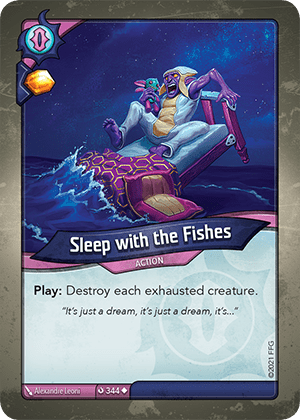 Sleep with the Fishes
ACTION
Play: Destroy each exhausted creature.
"It's just a dream, it's just a dream, it's..."
Alexandre Leoni
344
©2021 FFG